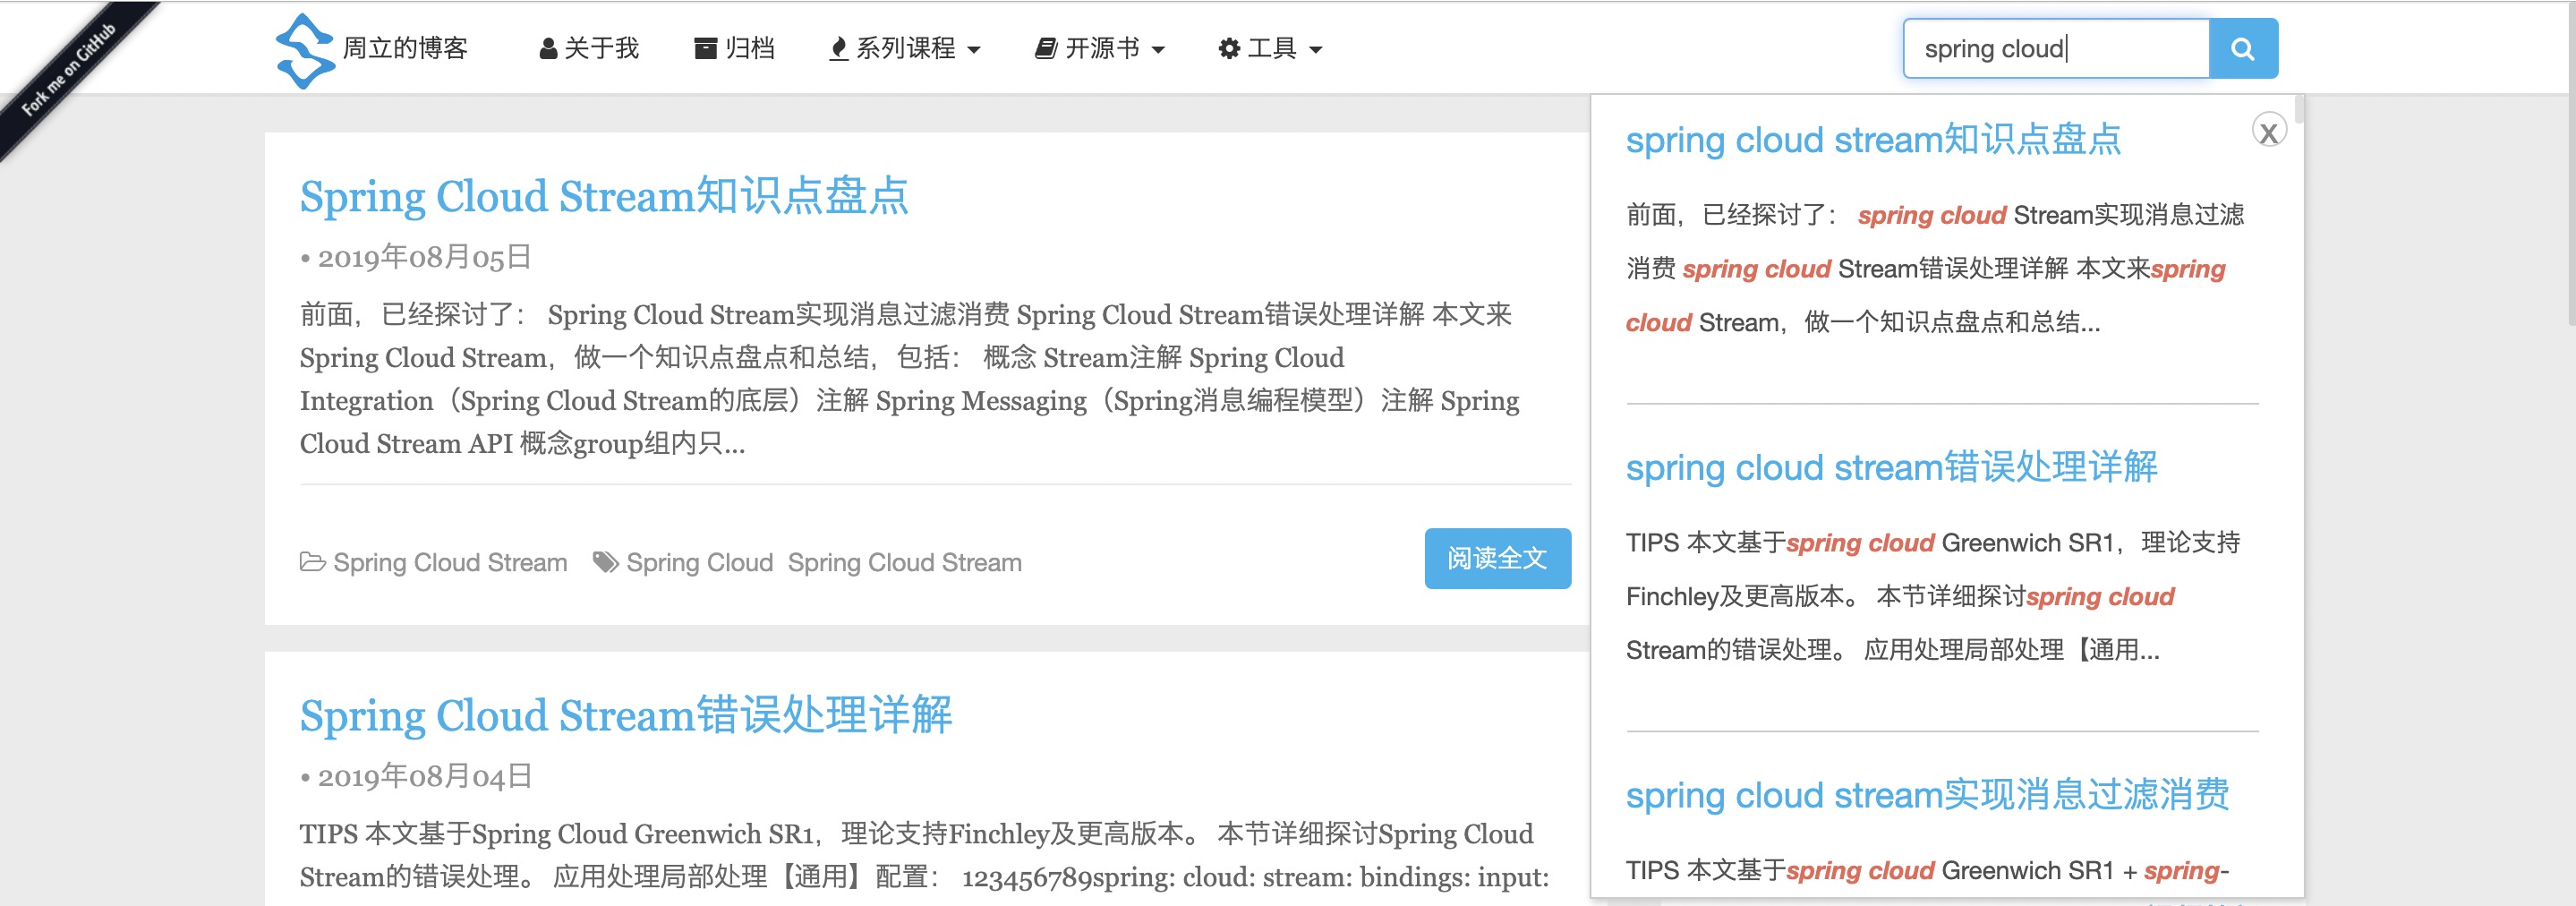 Fork me on GitHub
周立的博客 关于我 归档 系列课程 开源书 工具 spring cloud
Spring Cloud Stream知识点盘点
• 2019年08月05日
前面，已经探讨了： Spring Cloud Stream实现消息过滤消费 Spring Cloud Stream错误处理详解 本文来
Spring Cloud Stream，做一个知识点盘点和总结，包括： 概念 Stream注解 Spring Cloud
Integration（Spring Cloud Stream的底层）注解 Spring Messaging（Spring消息编程模型）注解 Spring
Cloud Stream API 概念group组内只...
Spring Cloud Stream Spring Cloud Spring Cloud Stream
阅读全文
Spring Cloud Stream错误处理详解
• 2019年08月04日
TIPS 本文基于Spring Cloud Greenwich SR1，理论支持Finchley及更高版本。 本节详细探讨Spring Cloud
Stream的错误处理。 应用处理局部处理【通用】配置： 123456789spring: cloud: stream: bindings: input:
X
spring cloud stream知识点盘点
前面，已经探讨了： spring cloud Stream实现消息过滤
消费 spring cloud Stream错误处理详解 本文来spring
cloud Stream，做一个知识点盘点和总结...
spring cloud stream错误处理详解
TIPS 本文基于spring cloud Greenwich SR1，理论支持
Finchley及更高版本。 本节详细探讨spring cloud
Stream的错误处理。 应用处理局部处理【通用...
spring cloud stream实现消息过滤消费
TIPS 本文基于spring cloud Greenwich SR1 + spring-